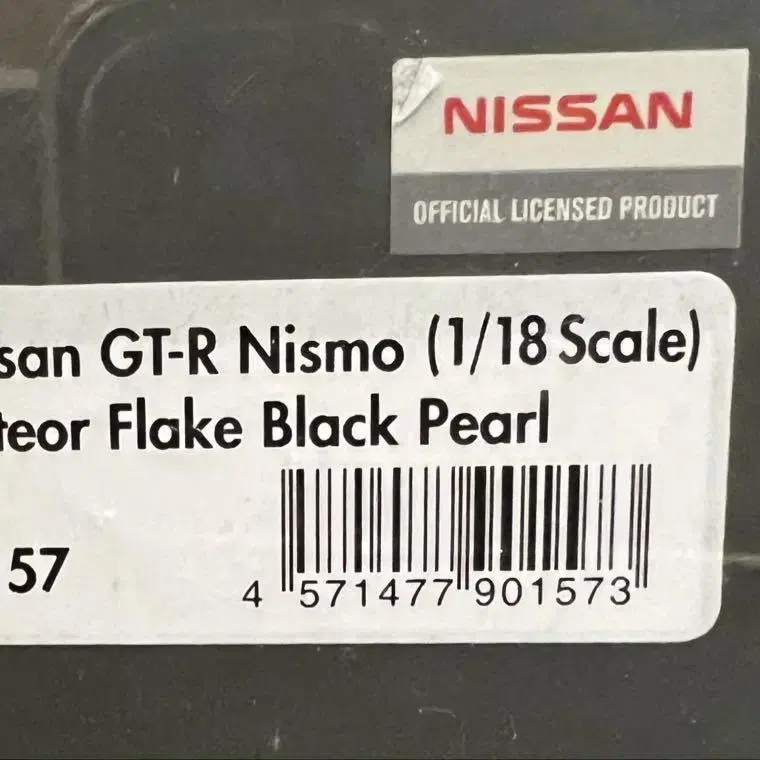 NISSAN
OFFICIAL LICENSED PRODUCT
san GT-R Nismo (1/18 Scale)
teor Flake Black Pearl
57
4 571477 901573